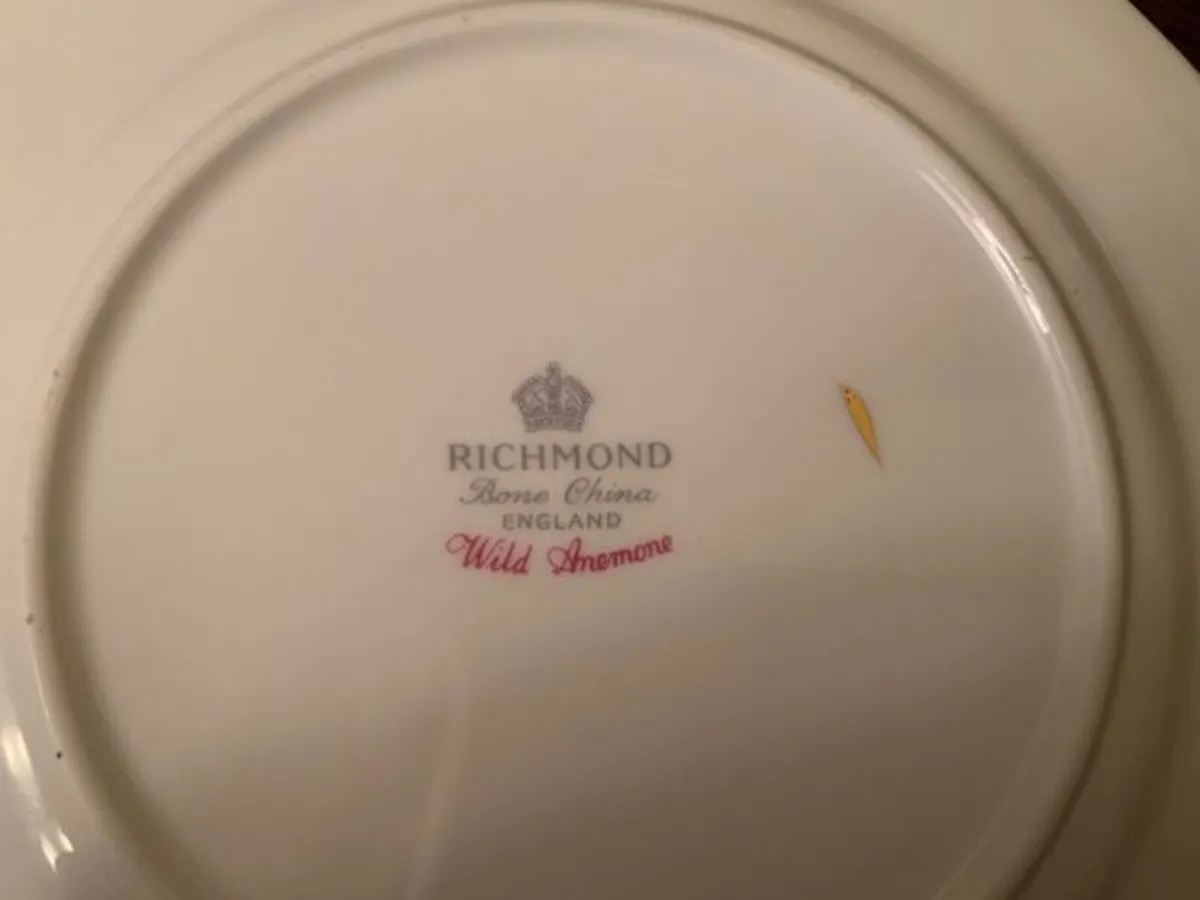 RICHMOND
Bone China
ENGLAND
Wild Anemone